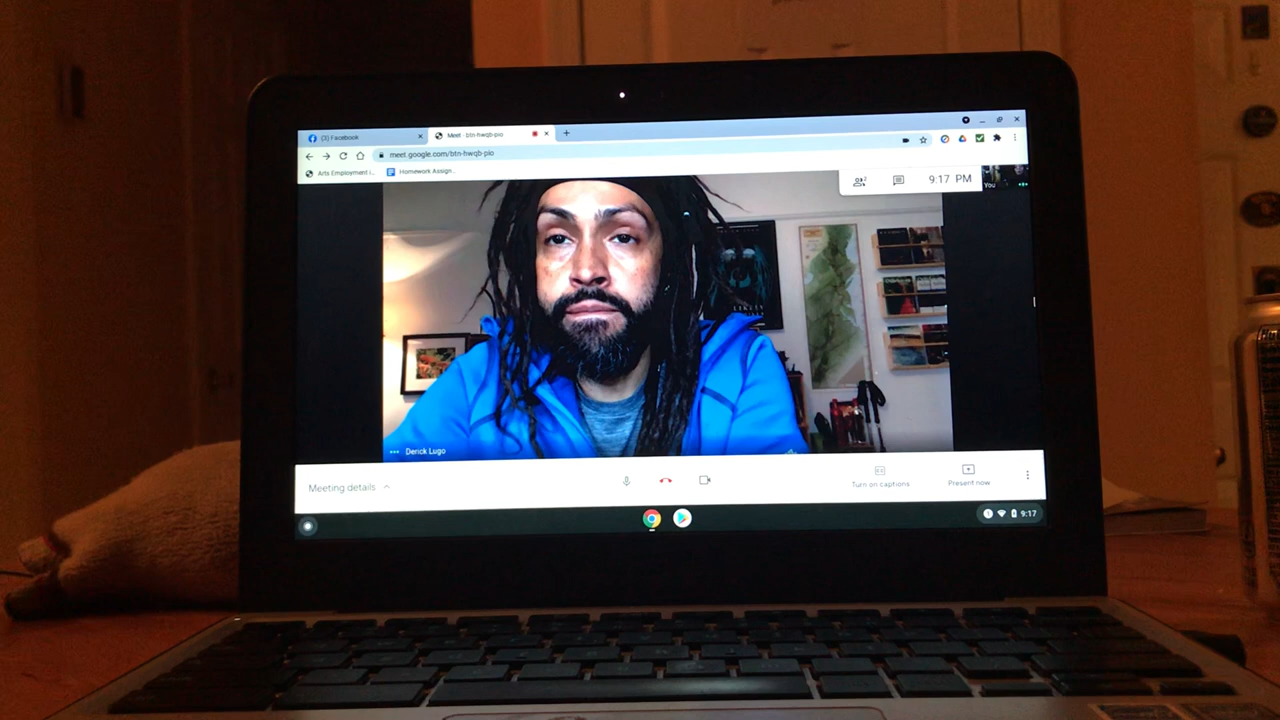 (3) Facebook
Meet - btn-hwqb-pio
meet.google.com/btn-hwqb-pio
Arts Employment i...
Homework Assign...
2
9:17 PM
You
Derick Lugo
Meeting details
Turn on captions
Present now
9:17